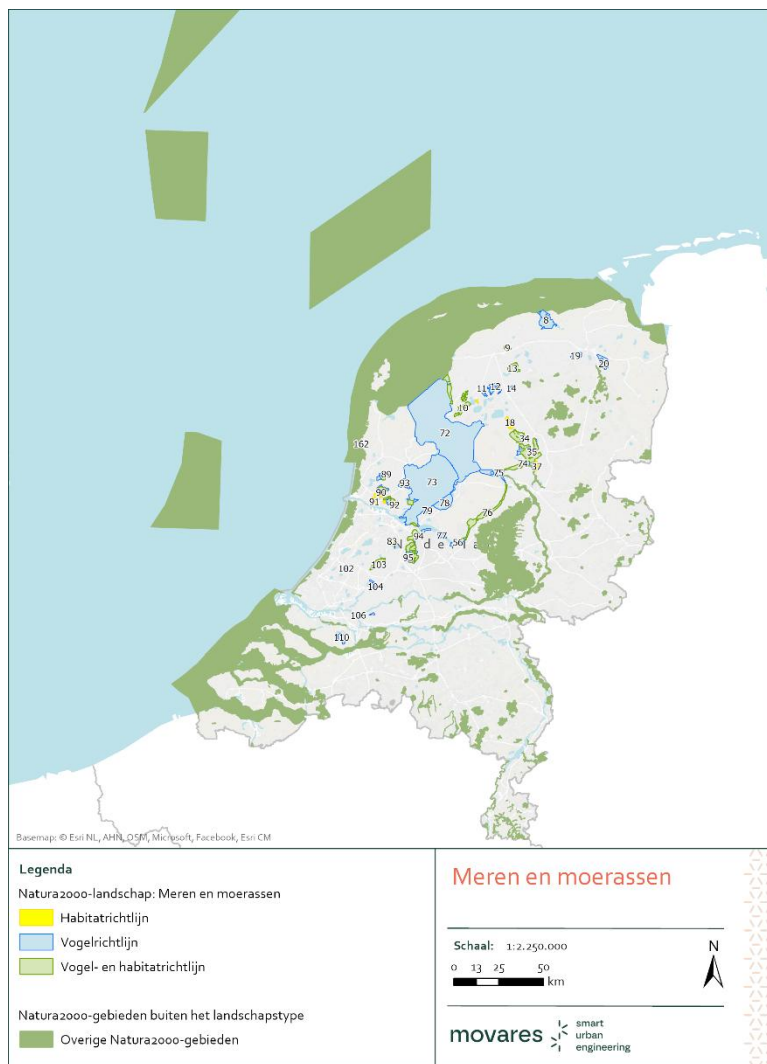 8
9
19
20
13
11
12
14
10
18
72
34
35
162
74
37
75
89
93
73
90
91
92
78
79
76
94
77
83
N de la
56
95
102
103
104
106
110
Basemap: © Esri NL, AHN, OSM, Microsoft, Facebook, Esri CM
Legenda
Natura2000-landschap: Meren en moerassen
Habitatrichtlijn
Vogelrichtlijn
Vogel- en habitatrichtlijn
Natura2000-gebieden buiten het landschapstype
Overige Natura2000-gebieden
Meren en moerassen
Schaal: 1:2.250.000
N
0 13 25 50
km
movares
smart
urban
engineering